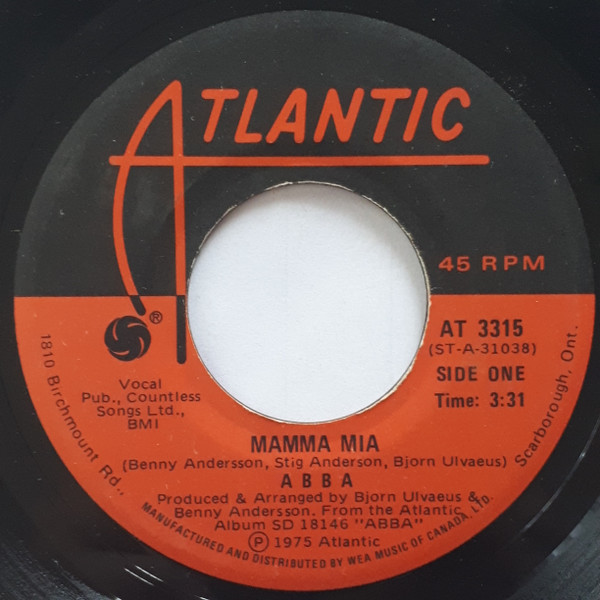 ATLANTIC
45 RPM
®
AT 3315
(ST-A-31038)
SIDE ONE
Time: 3:31
Vocal
Pub., Countless
Songs Ltd.,
BMI
MAMMA MIA
(Benny Andersson, Stig Anderson, Bjorn Ulvaeus)
ABBA
Produced & Arranged by Bjorn Ulvaeus &
Benny Andersson. From the Atlantic
Album SD 18146 "ABBA"
Ⓟ 1975 Atlantic
1810 Birchmount Rd., Scarborough, Ont.
MANUFACTURED AND DISTRIBUTED BY WEA MUSIC OF CANADA, LTD.